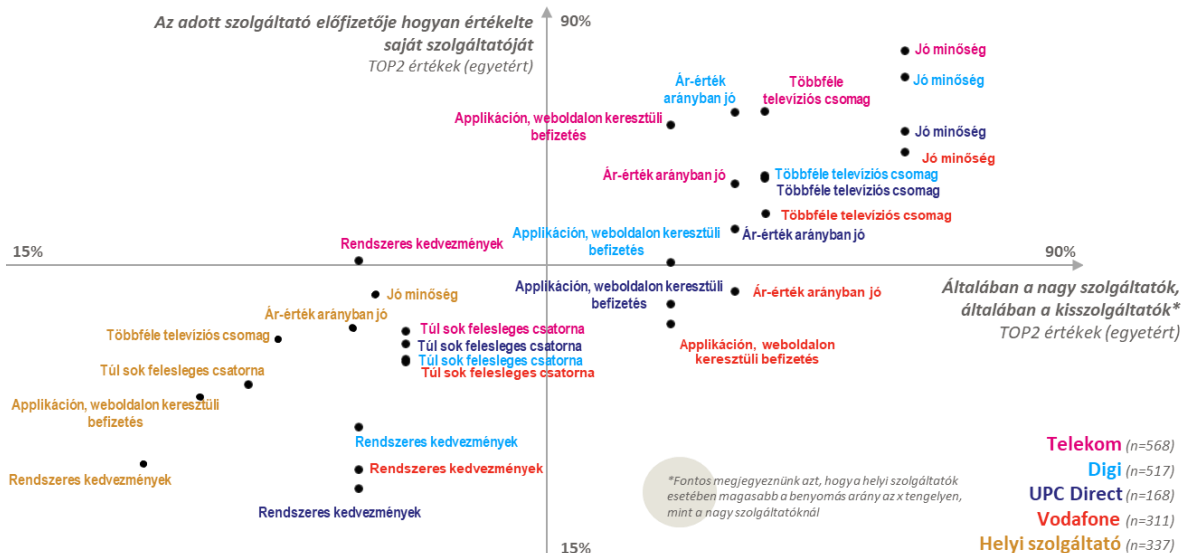 Az adott szolgáltató előfizetője hogyan értékelte
saját szolgáltatóját
TOP2 értékek (egyetért)
90%
Jó minőség
Jó minőség
Ár-érték
arányban jó
Többféle
televíziós csomag
Applikáción, weboldalon keresztüli
befizetés
Jó minőség
Jó minőség
Ár-érték arányban jó
Többféle televíziós csomag
Többféle televíziós csomag
Többféle televíziós csomag
Applikáción, weboldalon keresztüli
befizetés
Ár-érték arányban jó
Rendszeres kedvezmények
15%
90%
Általában a nagy szolgáltatók,
általában a kisszolgáltatók*
TOP2 értékek (egyetért)
Applikáción, weboldalon keresztüli
befizetés
Ár-érték arányban jó
Jó minőség
Ár-érték arányban jó
Többféle televíziós csomag
Túl sok felesleges csatorna
Túl sok felesleges csatorna
Túl sok felesleges csatorna
Túl sok felesleges csatorna
Applikáción, weboldalon
keresztüli befizetés
Túl sok felesleges csatorna
Applikáción, weboldalon keresztüli
befizetés
Rendszeres kedvezmények
Rendszeres kedvezmények
Rendszeres kedvezmények
Rendszeres kedvezmények
*Fontos megjegyeznünk azt, hogy a helyi szolgáltatók
esetében magasabb a benyomás arány az x tengelyen,
mint a nagy szolgáltatóknál
Telekom (n=568)
Digi (n=517)
UPC Direct (n=168)
Vodafone (n=311)
Helyi szolgáltató (n=337)
15%